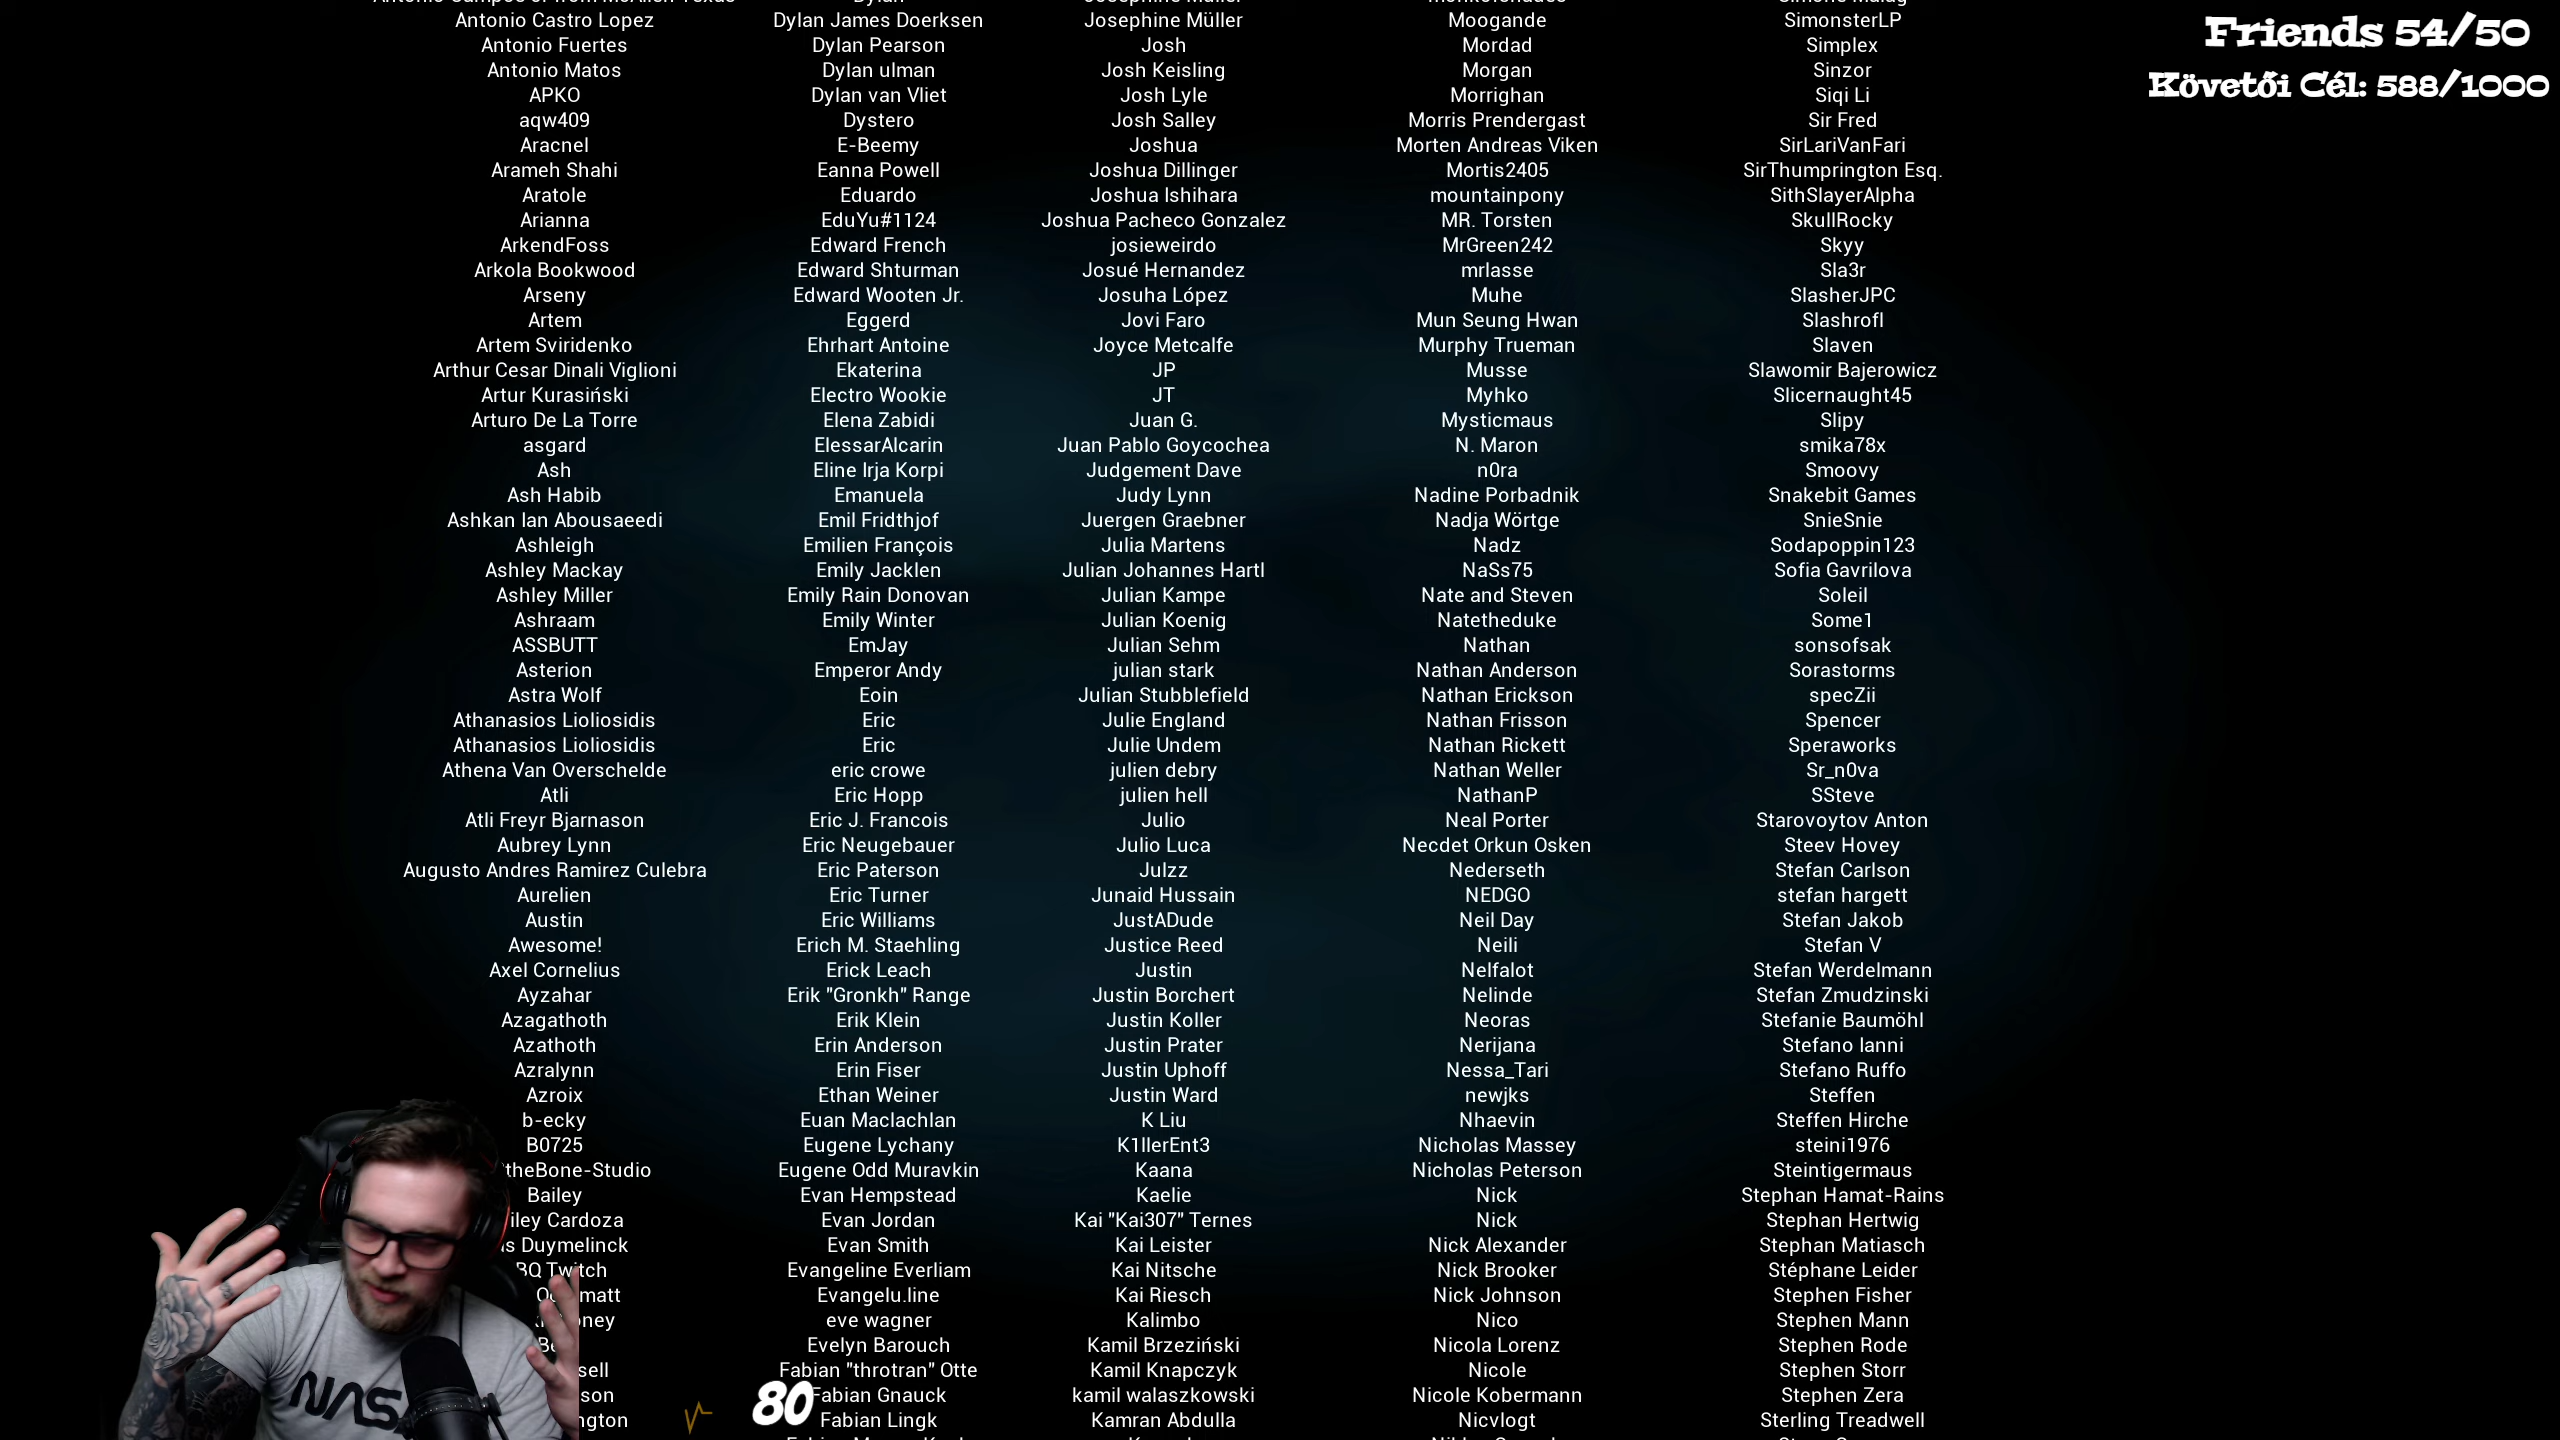 Friends 54/50
Követői Cél: 588/1000
Antonio Castro Lopez
Antonio Fuertes
Antonio Matos
APKO
aqw409
Aracnel
Arameh Shahi
Aratole
Arianna
ArkendFoss
Arkola Bookwood
Arseny
Artem
Artem Sviridenko
Arthur Cesar Dinali Viglioni
Artur Kurasiński
Arturo De La Torre
asgard
Ash
Ash Habib
Ashkan Ian Abousaeedi
Ashleigh
Ashley Mackay
Ashley Miller
Ashraam
ASSBUTT
Asterion
Astra Wolf
Athanasios Lioliosidis
Athanasios Lioliosidis
Athena Van Overschelde
Atli
Atli Freyr Bjarnason
Aubrey Lynn
Augusto Andres Ramirez Culebra
Aurelien
Austin
Awesome!
Axel Cornelius
Ayzahar
Azagathoth
Azathoth
Azralynn
Azroix
b-ecky
B0725
theBone-Studio
Bailey
Cardoza
Duymelinck
Dylan James Doerksen
Dylan Pearson
Dylan ulman
Dylan van Vliet
Dystero
E-Beemy
Eanna Powell
Eduardo
EduYu#1124
Edward French
Edward Shturman
Edward Wooten Jr.
Eggerd
Ehrhart Antoine
Ekaterina
Electro Wookie
Elena Zabidi
ElessarAlcarin
Eline Irja Korpi
Emanuela
Emil Fridthjof
Emilien François
Emily Jacklen
Emily Rain Donovan
Emily Winter
EmJay
Emperor Andy
Eoin
Eric
Eric
eric crowe
Eric Hopp
Eric J. Francois
Eric Neugebauer
Eric Paterson
Eric Turner
Eric Williams
Erich M. Staehling
Erick Leach
Erik "Gronkh" Range
Erik Klein
Erin Anderson
Erin Fiser
Ethan Weiner
Euan Maclachlan
Eugene Lychany
Eugene Odd Muravkin
Evan Hempstead
Evan Jordan
Evan Smith
Evangeline Everliam
Evangelu.line
eve wagner
Evelyn Barouch
Fabian "throtran" Otte
Fabian Gnauck
Fabian Lingk
80
Josephine Müller
Josh
Josh Keisling
Josh Lyle
Josh Salley
Joshua
Joshua Dillinger
Joshua Ishihara
Joshua Pacheco Gonzalez
josieweirdo
Josué Hernandez
Josuha López
Jovi Faro
Joyce Metcalfe
JP
JT
Juan G.
Juan Pablo Goycochea
Judgement Dave
Judy Lynn
Juergen Graebner
Julia Martens
Julian Johannes Hartl
Julian Kampe
Julian Koenig
Julian Sehm
julian stark
Julian Stubblefield
Julie England
Julie Undem
julien debry
julien hell
Julio
Julio Luca
Julzz
Junaid Hussain
JustADude
Justice Reed
Justin
Justin Borchert
Justin Koller
Justin Prater
Justin Uphoff
Justin Ward
K Liu
K1llerEnt3
Kaana
Kaelie
Kai "Kai307" Ternes
Kai Leister
Kai Nitsche
Kai Riesch
Kalimbo
Kamil Brzeziński
Kamil Knapczyk
kamil walaszkowski
Kamran Abdulla
Moogande
Mordad
Morgan
Morrighan
Morris Prendergast
Morten Andreas Viken
Mortis2405
mountainpony
MR. Torsten
MrGreen242
mrlasse
Muhe
Mun Seung Hwan
Murphy Trueman
Musse
Myhko
Mysticmaus
N. Maron
n0ra
Nadine Porbadnik
Nadja Wörtge
Nadz
NaSs75
Nate and Steven
Natetheduke
Nathan
Nathan Anderson
Nathan Erickson
Nathan Frisson
Nathan Rickett
Nathan Weller
NathanP
Neal Porter
Necdet Orkun Osken
Nederseth
NEDGO
Neil Day
Neili
Nelfalot
Nelinde
Neoras
Nerijana
Nessa_Tari
newjks
Nhaevin
Nicholas Massey
Nicholas Peterson
Nick
Nick
Nick Alexander
Nick Brooker
Nick Johnson
Nico
Nicola Lorenz
Nicole
Nicole Kobermann
Nicvlogt
SimonsterLP
Simplex
Sinzor
Siqi Li
Sir Fred
SirLariVanFari
SirThumprington Esq.
SithSlayerAlpha
SkullRocky
Skyy
Sla3r
SlasherJPC
Slashrofl
Slaven
Slawomir Bajerowicz
Slicernaught45
Slipy
smika78x
Smoovy
Snakebit Games
SnieSnie
Sodapoppin123
Sofia Gavrilova
Soleil
Some1
sonsofsak
Sorastorms
specZii
Spencer
Speraworks
Sr_n0va
SSteve
Starovoytov Anton
Steev Hovey
Stefan Carlson
stefan hargett
Stefan Jakob
Stefan V
Stefan Werdelmann
Stefan Zmudzinski
Stefanie Baumöhl
Stefano Ianni
Stefano Ruffo
Steffen
Steffen Hirche
steini1976
Steintigermaus
Stephan Hamat-Rains
Stephan Hertwig
Stephan Matiasch
Stéphane Leider
Stephen Fisher
Stephen Mann
Stephen Rode
Stephen Storr
Stephen Zera
Sterling Treadwell